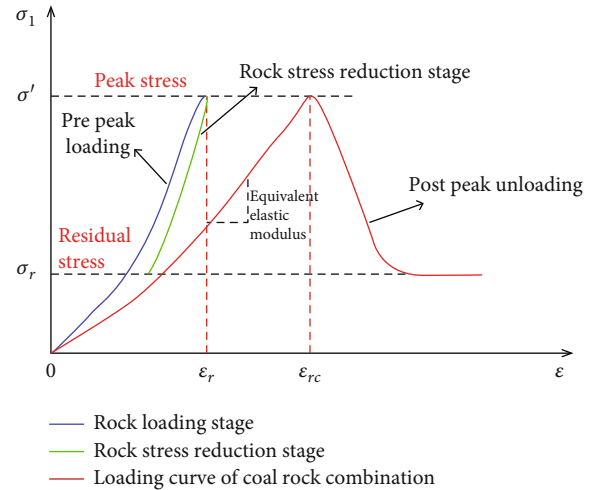 σ1
Peak stress
Rock stress reduction stage
σ′
Pre peak
loading
Post peak unloading
Equivalent
elastic
modulus
Residual
stress
σr
0
εr
εrc
ε
Rock loading stage
Rock stress reduction stage
Loading curve of coal rock combination